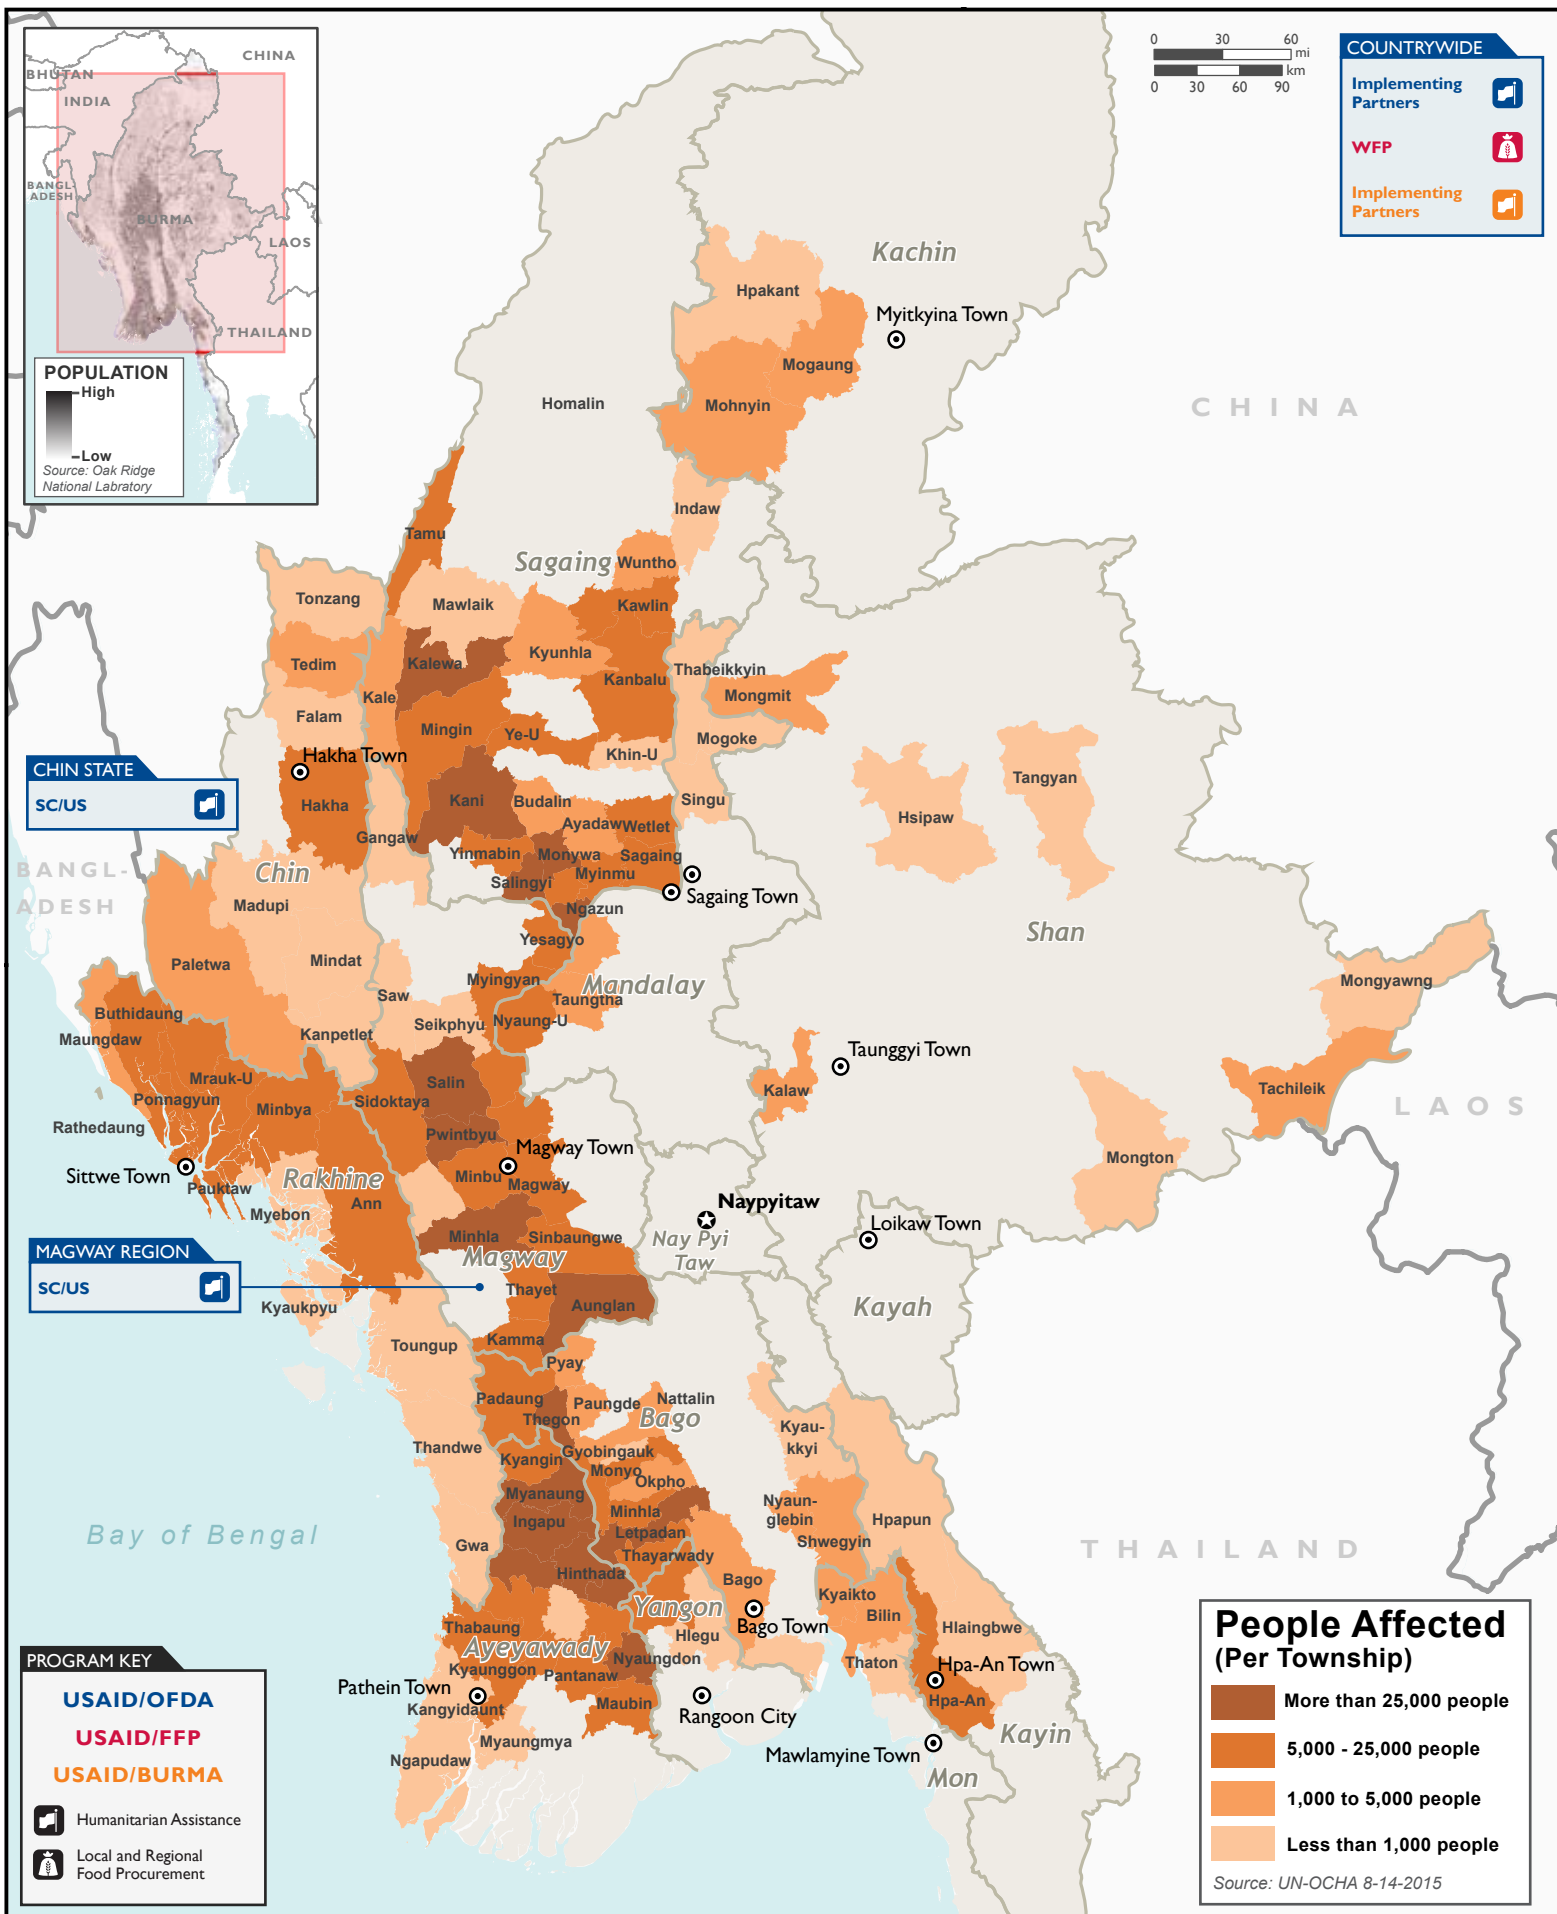 CHINA
BHUTAN
INDIA
BANGL-
ADESH
BURMA
LAOS
THAILAND
POPULATION
High
Low
Source: Oak Ridge
National Labratory
0 30 60
mi
km
0 30 60 90
COUNTRYWIDE
Implementing
Partners
WFP
Implementing
Partners
Kachin
Hpakant
Myitkyina Town
Mogaung
Mohnyin
Homalin
CHINA
Indaw
Tamu
Sagaing
Wuntho
Tonzang
Mawlaik
Kawlin
Tedim
Kalewa
Kyunhla
Thabeikkyin
Kanbalu
Kale
Mongmit
Falam
Mingin
Ye-U
Mogoke
Khin-U
Hakha Town
Tangyan
CHIN STATE
SC/US
Hakha
Kani
Budalin
Singu
Hsipaw
Ayadaw
Wetlet
Gangaw
Yinmabin
Monywa
Sagaing
Chin
Salingyi
Myinmu
BANGL-
ADESH
Sagaing Town
Madupi
Ngazun
Shan
Yesagyo
Paletwa
Mindat
Myingyan
Mandalay
Mongyawng
Saw
Taungtha
Buthidaung
Seikphyu
Nyaung-U
Maungdaw
Kanpetlet
Taunggyi Town
Mrauk-U
Salin
Kalaw
Tachileik
Ponnagyun
Minbya
Sidoktaya
LAOS
Rathedaung
Pwintbyu
Magway Town
Mongton
Sittwe Town
Rakhine
Minbu
Magway
Pauktaw
Ann
Naypyitaw
Myebon
Loikaw Town
Minhla
Sinbaungwe
Nay Pyi
Taw
MAGWAY REGION
SC/US
Magway
Thayet
Aunglan
Kayah
Kyaukpyu
Toungup
Kamma
Pyay
Padaung
Paungde
Nattalin
Thegon
Bago
Kyau-
kkyi
Thandwe
Kyangin
Gyobingauk
Monyo
Okpho
Myanaung
Nyaun-
glebin
Ingapu
Minhla
Hpapun
Bay of Bengal
Letpadan
Shwegyin
Gwa
Thayarwady
THAILAND
Hinthada
Bago
Kyaikto
Yangon
Bilin
Thabaung
Bago Town
Hlaingbwe
Ayeyawady
Hlegu
Nyaungdon
Thaton
Hpa-An Town
Kyaunggon
Pantanaw
Pathein Town
Kangyidaunt
Maubin
Hpa-An
Rangoon City
Kayin
Myaungmya
Mawlamyine Town
Ngapudaw
Mon
PROGRAM KEY
USAID/OFDA
USAID/FFP
USAID/BURMA
Humanitarian Assistance
Local and Regional
Food Procurement
People Affected
(Per Township)
More than 25,000 people
5,000 - 25,000 people
1,000 to 5,000 people
Less than 1,000 people
Source: UN-OCHA 8-14-2015